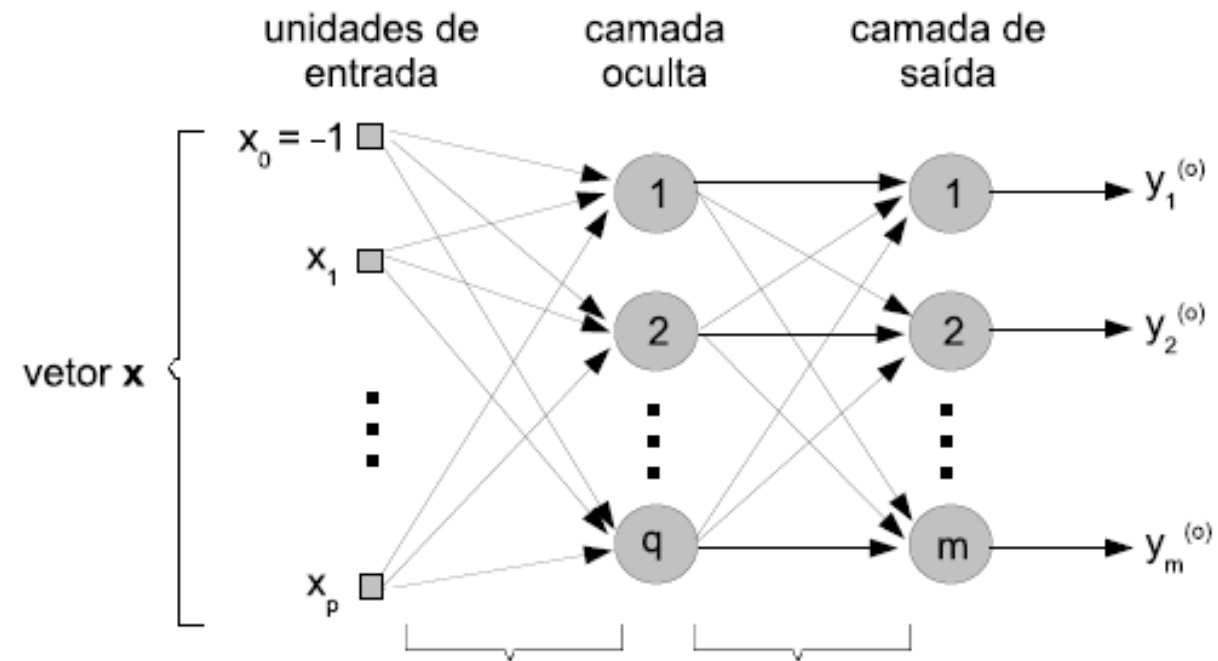 unidades de
entrada
camada
oculta
camada de
saída
x₀ = −1
x₁
vetor x
xₚ
1
2
q
1
2
m
y₁⁽ᵒ⁾
y₂⁽ᵒ⁾
yₘ⁽ᵒ⁾